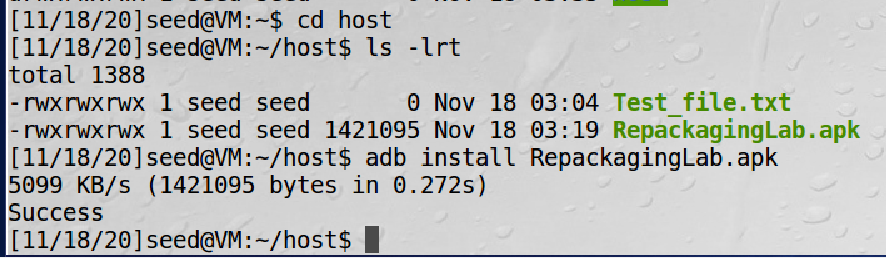 [11/18/20]seed@VM:~$ cd host
[11/18/20]seed@VM:~/host$ ls -lrt
total 1388
-rwxrwxrwx 1 seed seed       0 Nov 18 03:04 Test_file.txt
-rwxrwxrwx 1 seed seed 1421095 Nov 18 03:19 RepackagingLab.apk
[11/18/20]seed@VM:~/host$ adb install RepackagingLab.apk
5099 KB/s (1421095 bytes in 0.272s)
Success
[11/18/20]seed@VM:~/host$